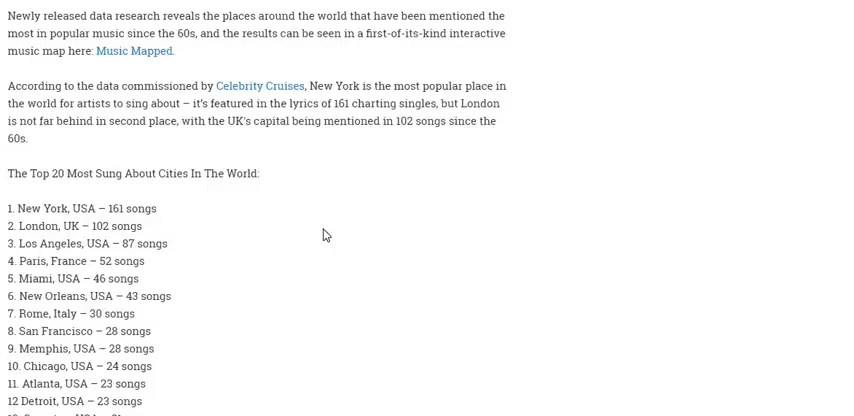 Newly released data research reveals the places around the world that have been mentioned the
most in popular music since the 60s, and the results can be seen in a first-of-its-kind interactive
music map here: Music Mapped.
According to the data commissioned by Celebrity Cruises, New York is the most popular place in
the world for artists to sing about – it's featured in the lyrics of 161 charting singles, but London
is not far behind in second place, with the UK's capital being mentioned in 102 songs since the
60s.
The Top 20 Most Sung About Cities In The World:
1. New York, USA – 161 songs
2. London, UK – 102 songs
3. Los Angeles, USA – 87 songs
4. Paris, France – 52 songs
5. Miami, USA – 46 songs
6. New Orleans, USA – 43 songs
7. Rome, Italy – 30 songs
8. San Francisco – 28 songs
9. Memphis, USA – 28 songs
10. Chicago, USA – 24 songs
11. Atlanta, USA – 23 songs
12 Detroit, USA – 23 songs